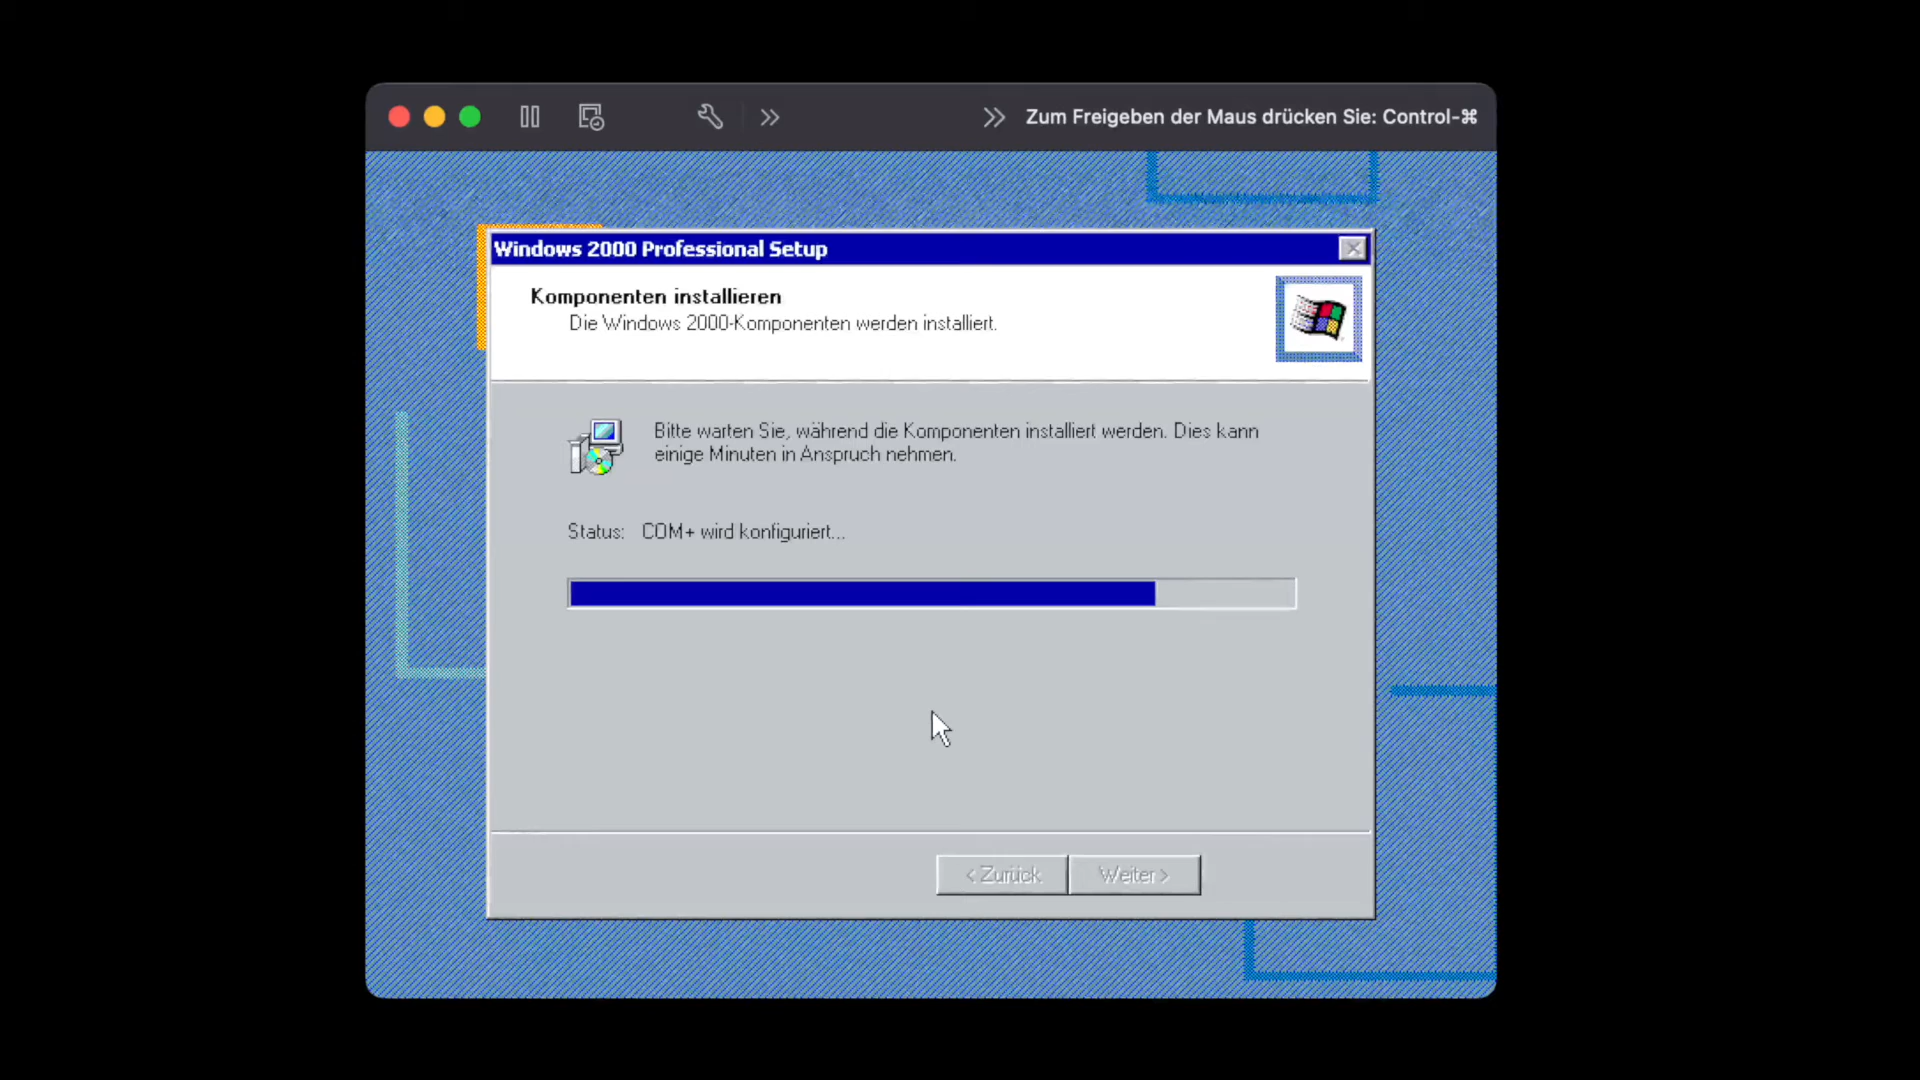 Zum Freigeben der Maus drücken Sie: Control-⌘
Windows 2000 Professional Setup
Komponenten installieren
Die Windows 2000-Komponenten werden installiert.
Bitte warten Sie, während die Komponenten installiert werden. Dies kann
einige Minuten in Anspruch nehmen.
Status: COM+ wird konfiguriert...
< Zurück Weiter >